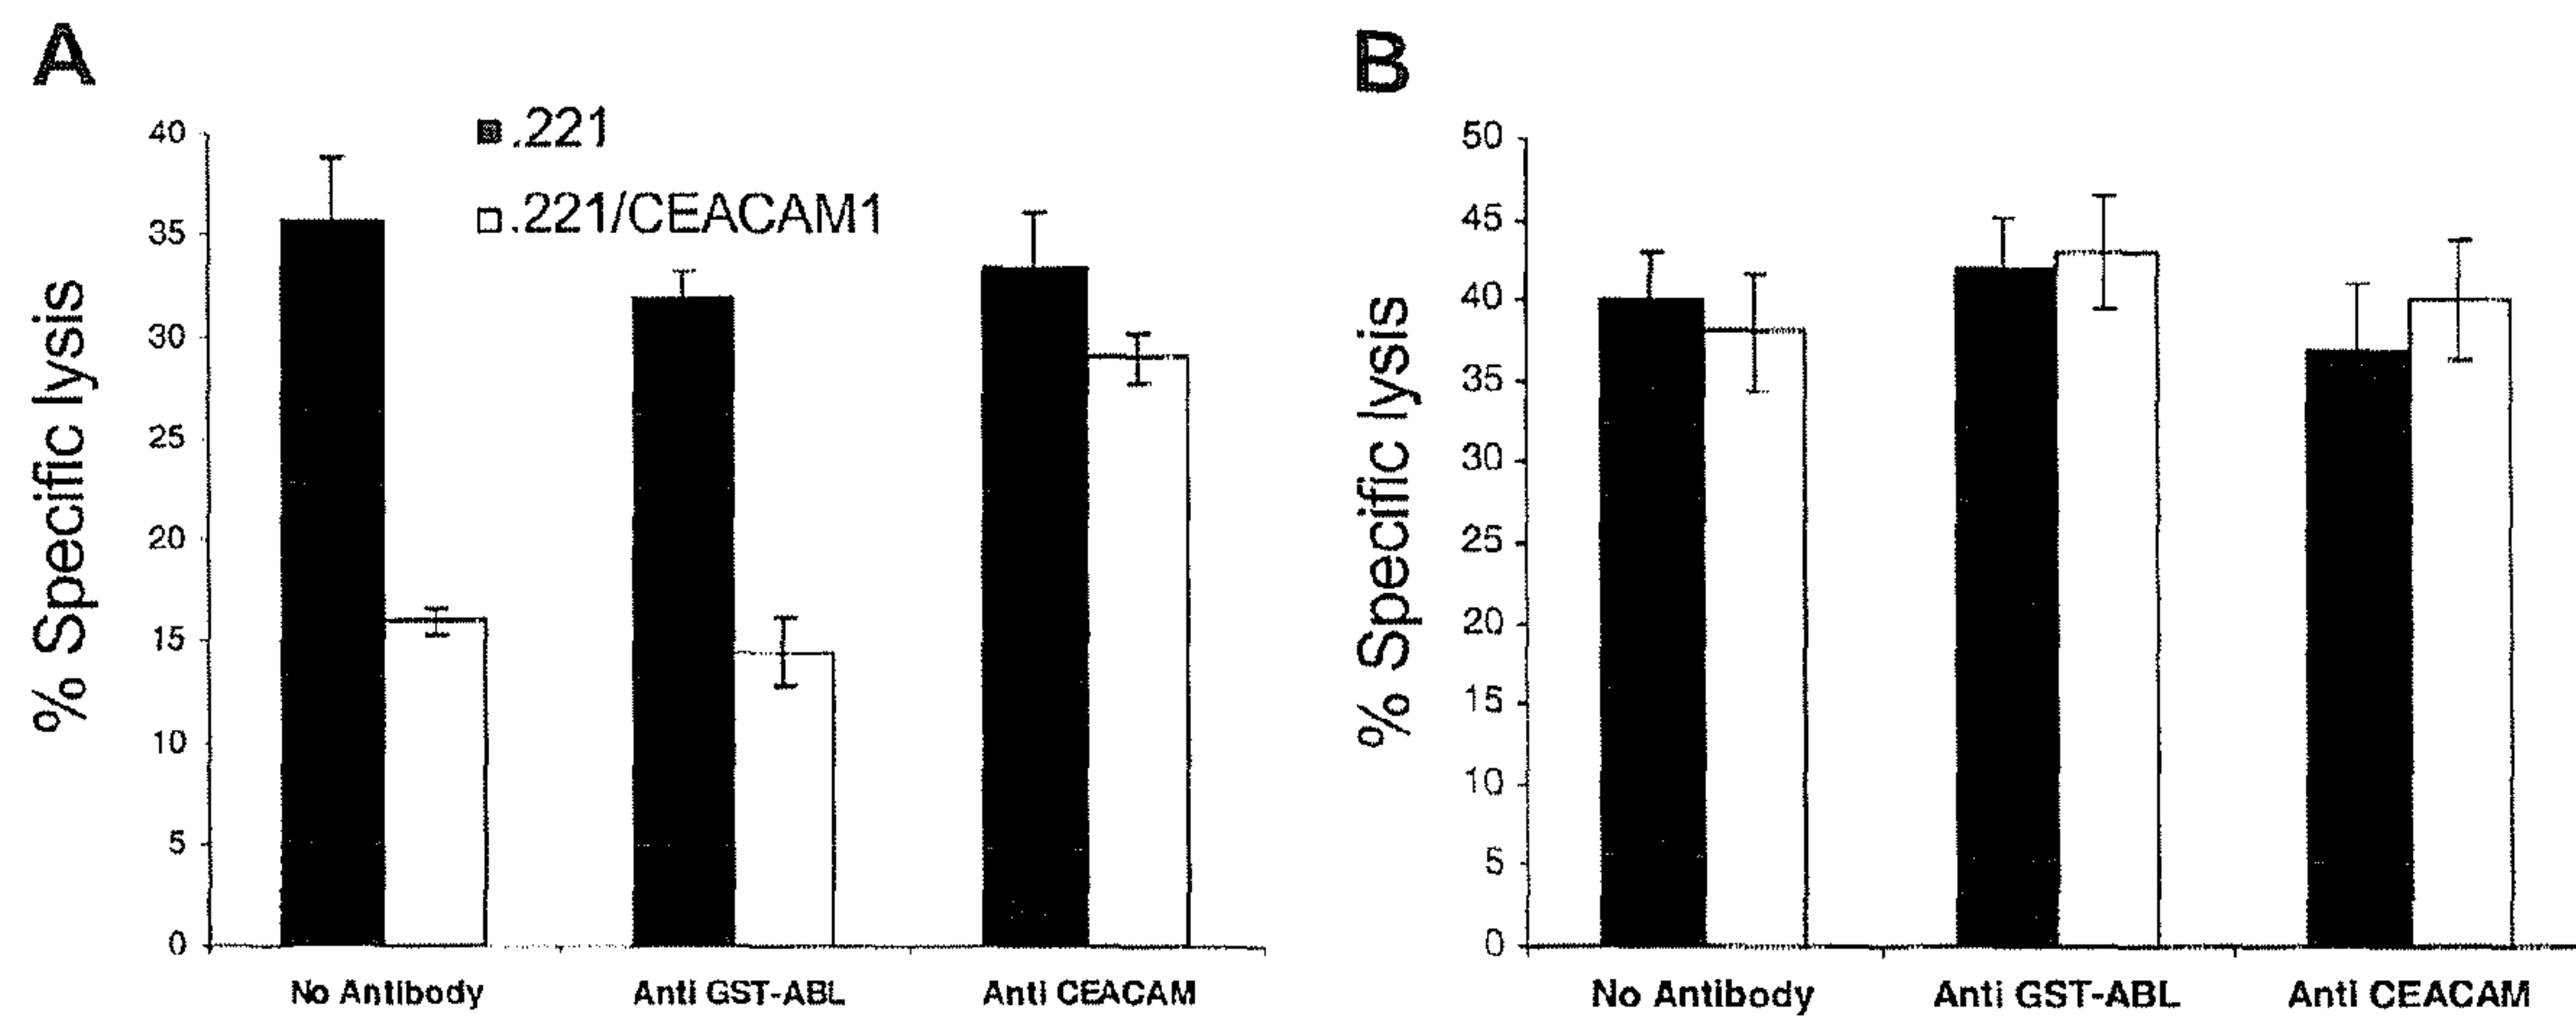 A
.221
.221/CEACAM1
% Specific lysis
40
35
30
25
20
15
10
5
0
No Antibody
Anti GST-ABL
Anti CEACAM
B
% Specific lysis
50
45
40
35
30
25
20
15
10
5
0
No Antibody
Anti GST-ABL
Anti CEACAM